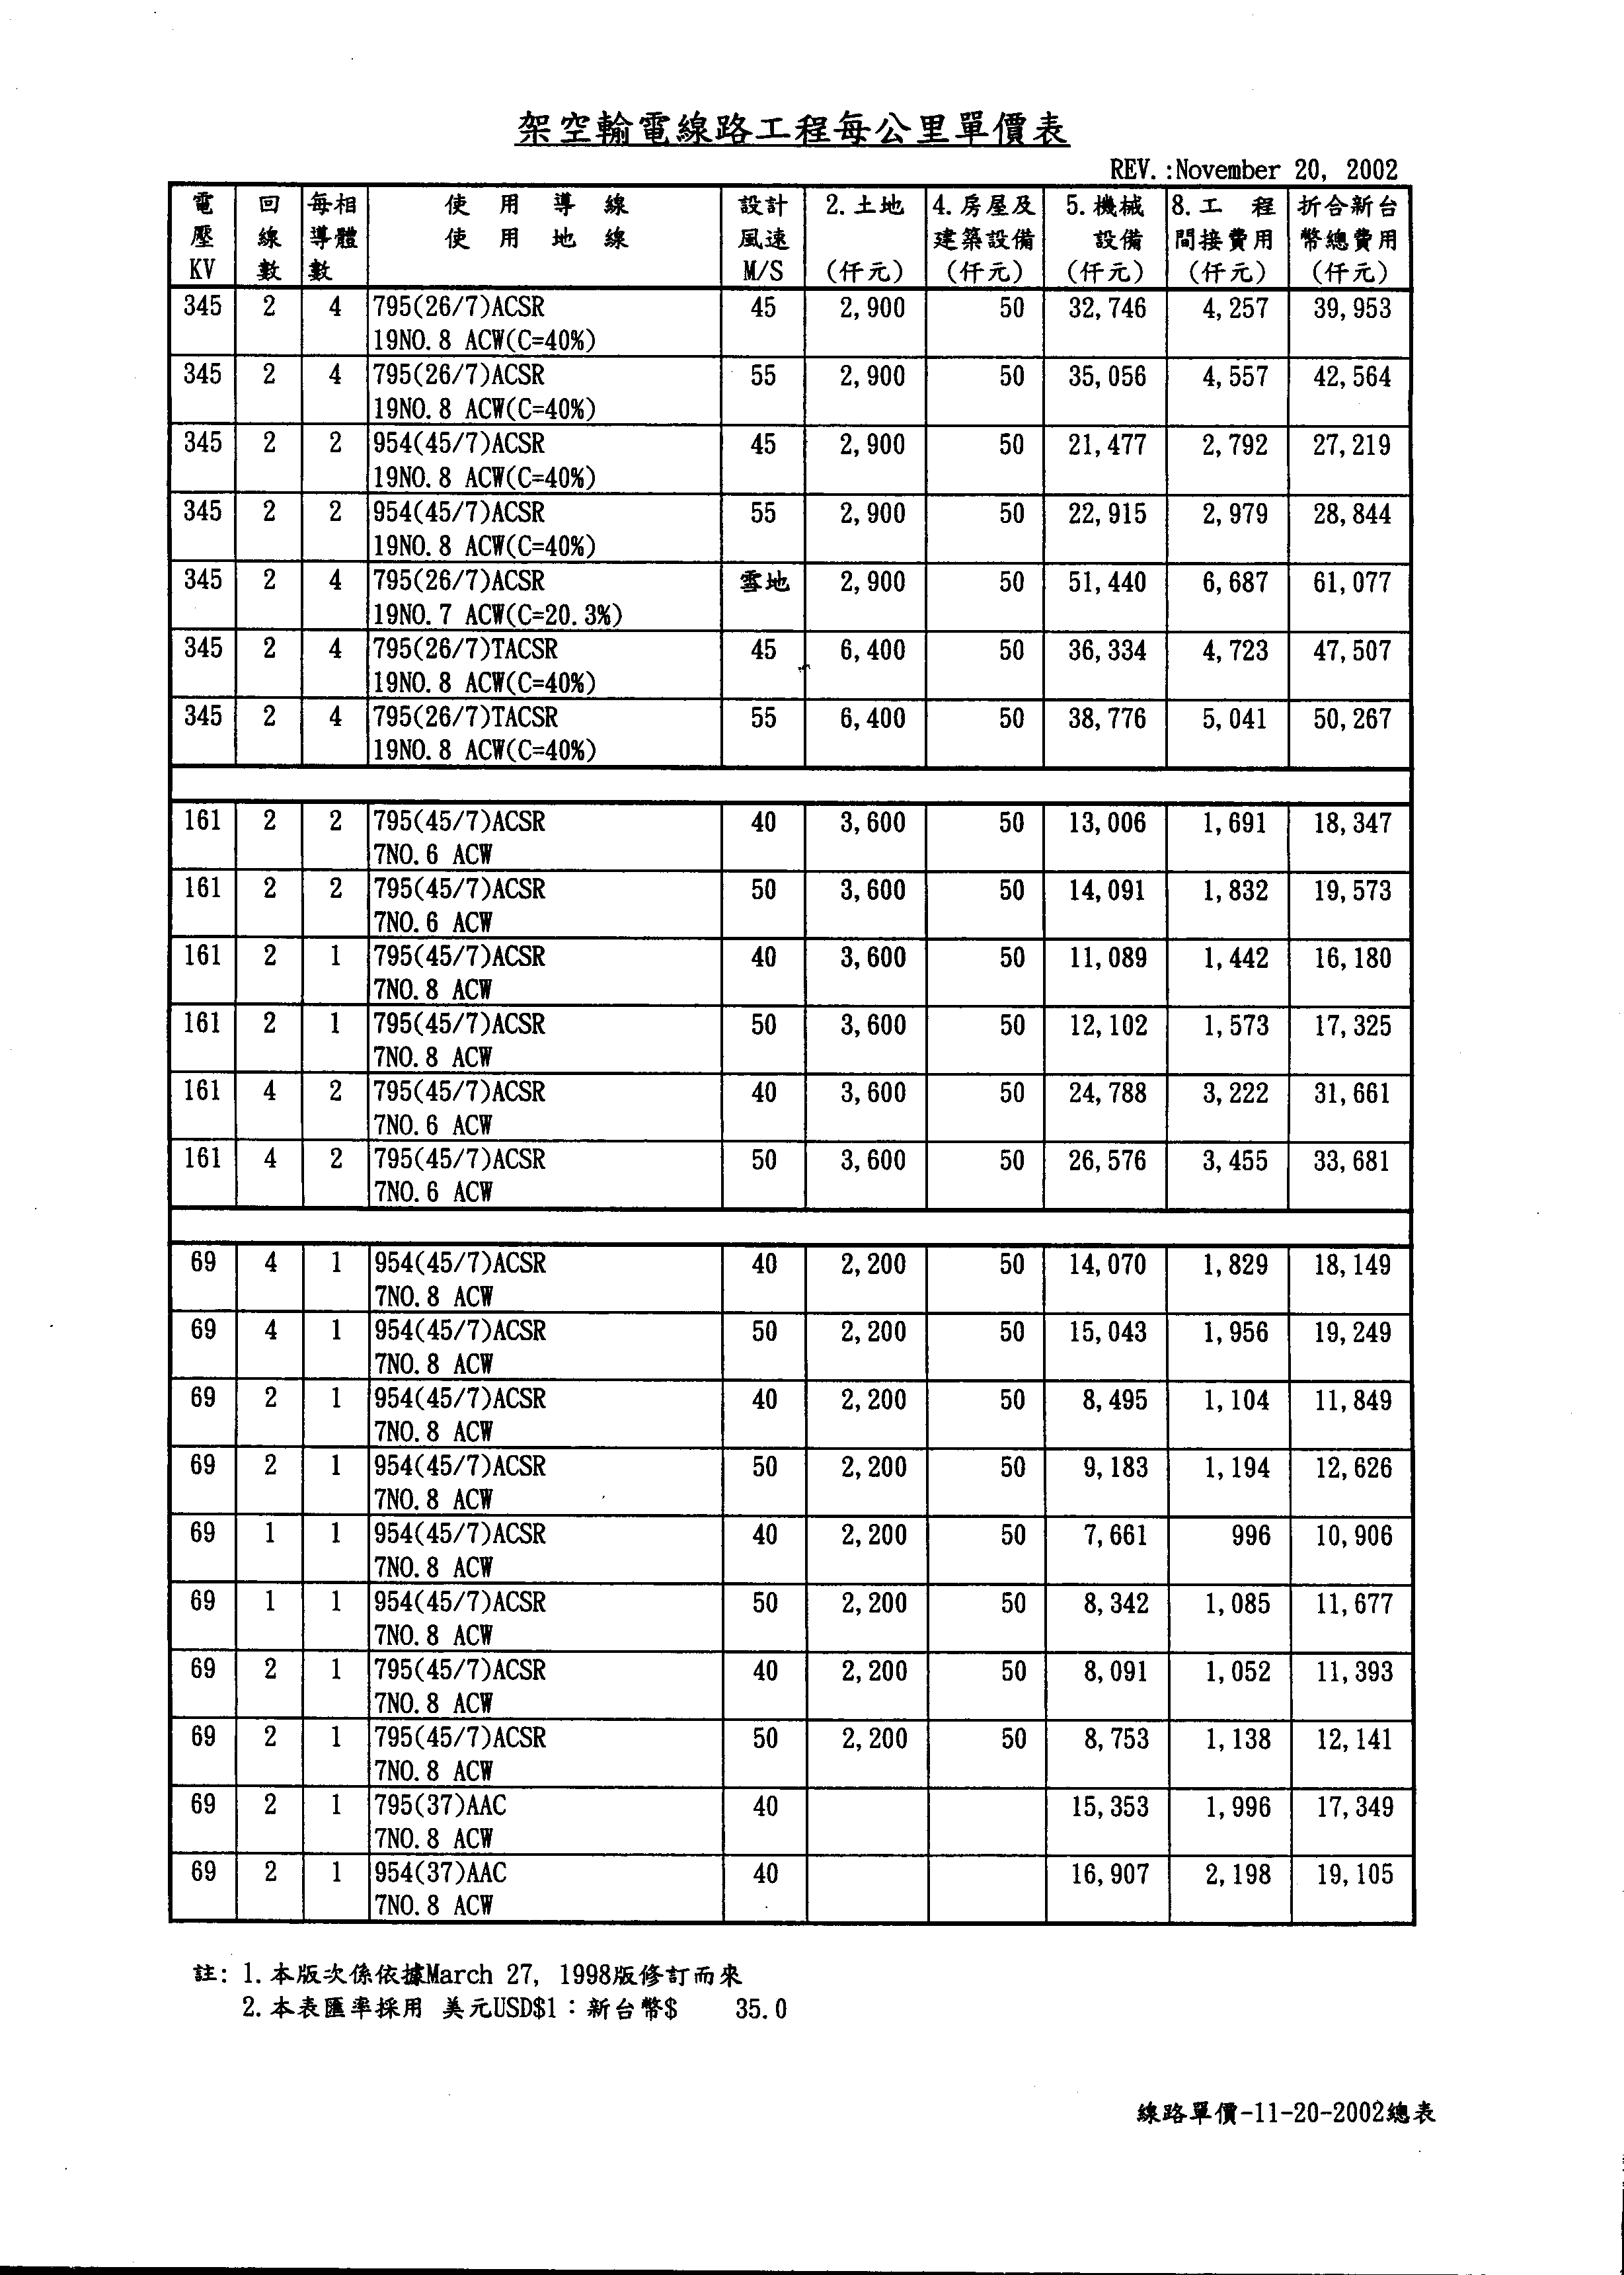 架空輸電線路工程每公里單價表
REV.:November 20, 2002
電 回 每相 使 用 導 線 設計 2.土地 4.房屋及 5.機械 8.工 程 折合新台
壓 線 導體 使 用 地 線 風速 建築設備 設備 間接費用 幣總費用
KV 數 數 M/S (仟元) (仟元) (仟元) (仟元) (仟元)
345 2 4 795(26/7)ACSR 45 2,900 50 32,746 4,257 39,953
19NO.8 ACW(C=40%)
345 2 4 795(26/7)ACSR 55 2,900 50 35,056 4,557 42,564
19NO.8 ACW(C=40%)
345 2 2 954(45/7)ACSR 45 2,900 50 21,477 2,792 27,219
19NO.8 ACW(C=40%)
345 2 2 954(45/7)ACSR 55 2,900 50 22,915 2,979 28,844
19NO.8 ACW(C=40%)
345 2 4 795(26/7)ACSR 雪地 2,900 50 51,440 6,687 61,077
19NO.7 ACW(C=20.3%)
345 2 4 795(26/7)TACSR 45 6,400 50 36,334 4,723 47,507
19NO.8 ACW(C=40%)
345 2 4 795(26/7)TACSR 55 6,400 50 38,776 5,041 50,267
19NO.8 ACW(C=40%)
161 2 2 795(45/7)ACSR 40 3,600 50 13,006 1,691 18,347
7NO.6 ACW
161 2 2 795(45/7)ACSR 50 3,600 50 14,091 1,832 19,573
7NO.6 ACW
161 2 1 795(45/7)ACSR 40 3,600 50 11,089 1,442 16,180
7NO.8 ACW
161 2 1 795(45/7)ACSR 50 3,600 50 12,102 1,573 17,325
7NO.8 ACW
161 4 2 795(45/7)ACSR 40 3,600 50 24,788 3,222 31,661
7NO.6 ACW
161 4 2 795(45/7)ACSR 50 3,600 50 26,576 3,455 33,681
7NO.6 ACW
69 4 1 954(45/7)ACSR 40 2,200 50 14,070 1,829 18,149
7NO.8 ACW
69 4 1 954(45/7)ACSR 50 2,200 50 15,043 1,956 19,249
7NO.8 ACW
69 2 1 954(45/7)ACSR 40 2,200 50 8,495 1,104 11,849
7NO.8 ACW
69 2 1 954(45/7)ACSR 50 2,200 50 9,183 1,194 12,626
7NO.8 ACW
69 1 1 954(45/7)ACSR 40 2,200 50 7,661 996 10,906
7NO.8 ACW
69 1 1 954(45/7)ACSR 50 2,200 50 8,342 1,085 11,677
7NO.8 ACW
69 2 1 795(45/7)ACSR 40 2,200 50 8,091 1,052 11,393
7NO.8 ACW
69 2 1 795(45/7)ACSR 50 2,200 50 8,753 1,138 12,141
7NO.8 ACW
69 2 1 795(37)AAC 40 15,353 1,996 17,349
7NO.8 ACW
69 2 1 954(37)AAC 40 16,907 2,198 19,105
7NO.8 ACW
註: 1.本版次係依據March 27, 1998版修訂而來
2.本表匯率採用 美元USD$1:新台幣$ 35.0
線路單價-11-20-2002總表